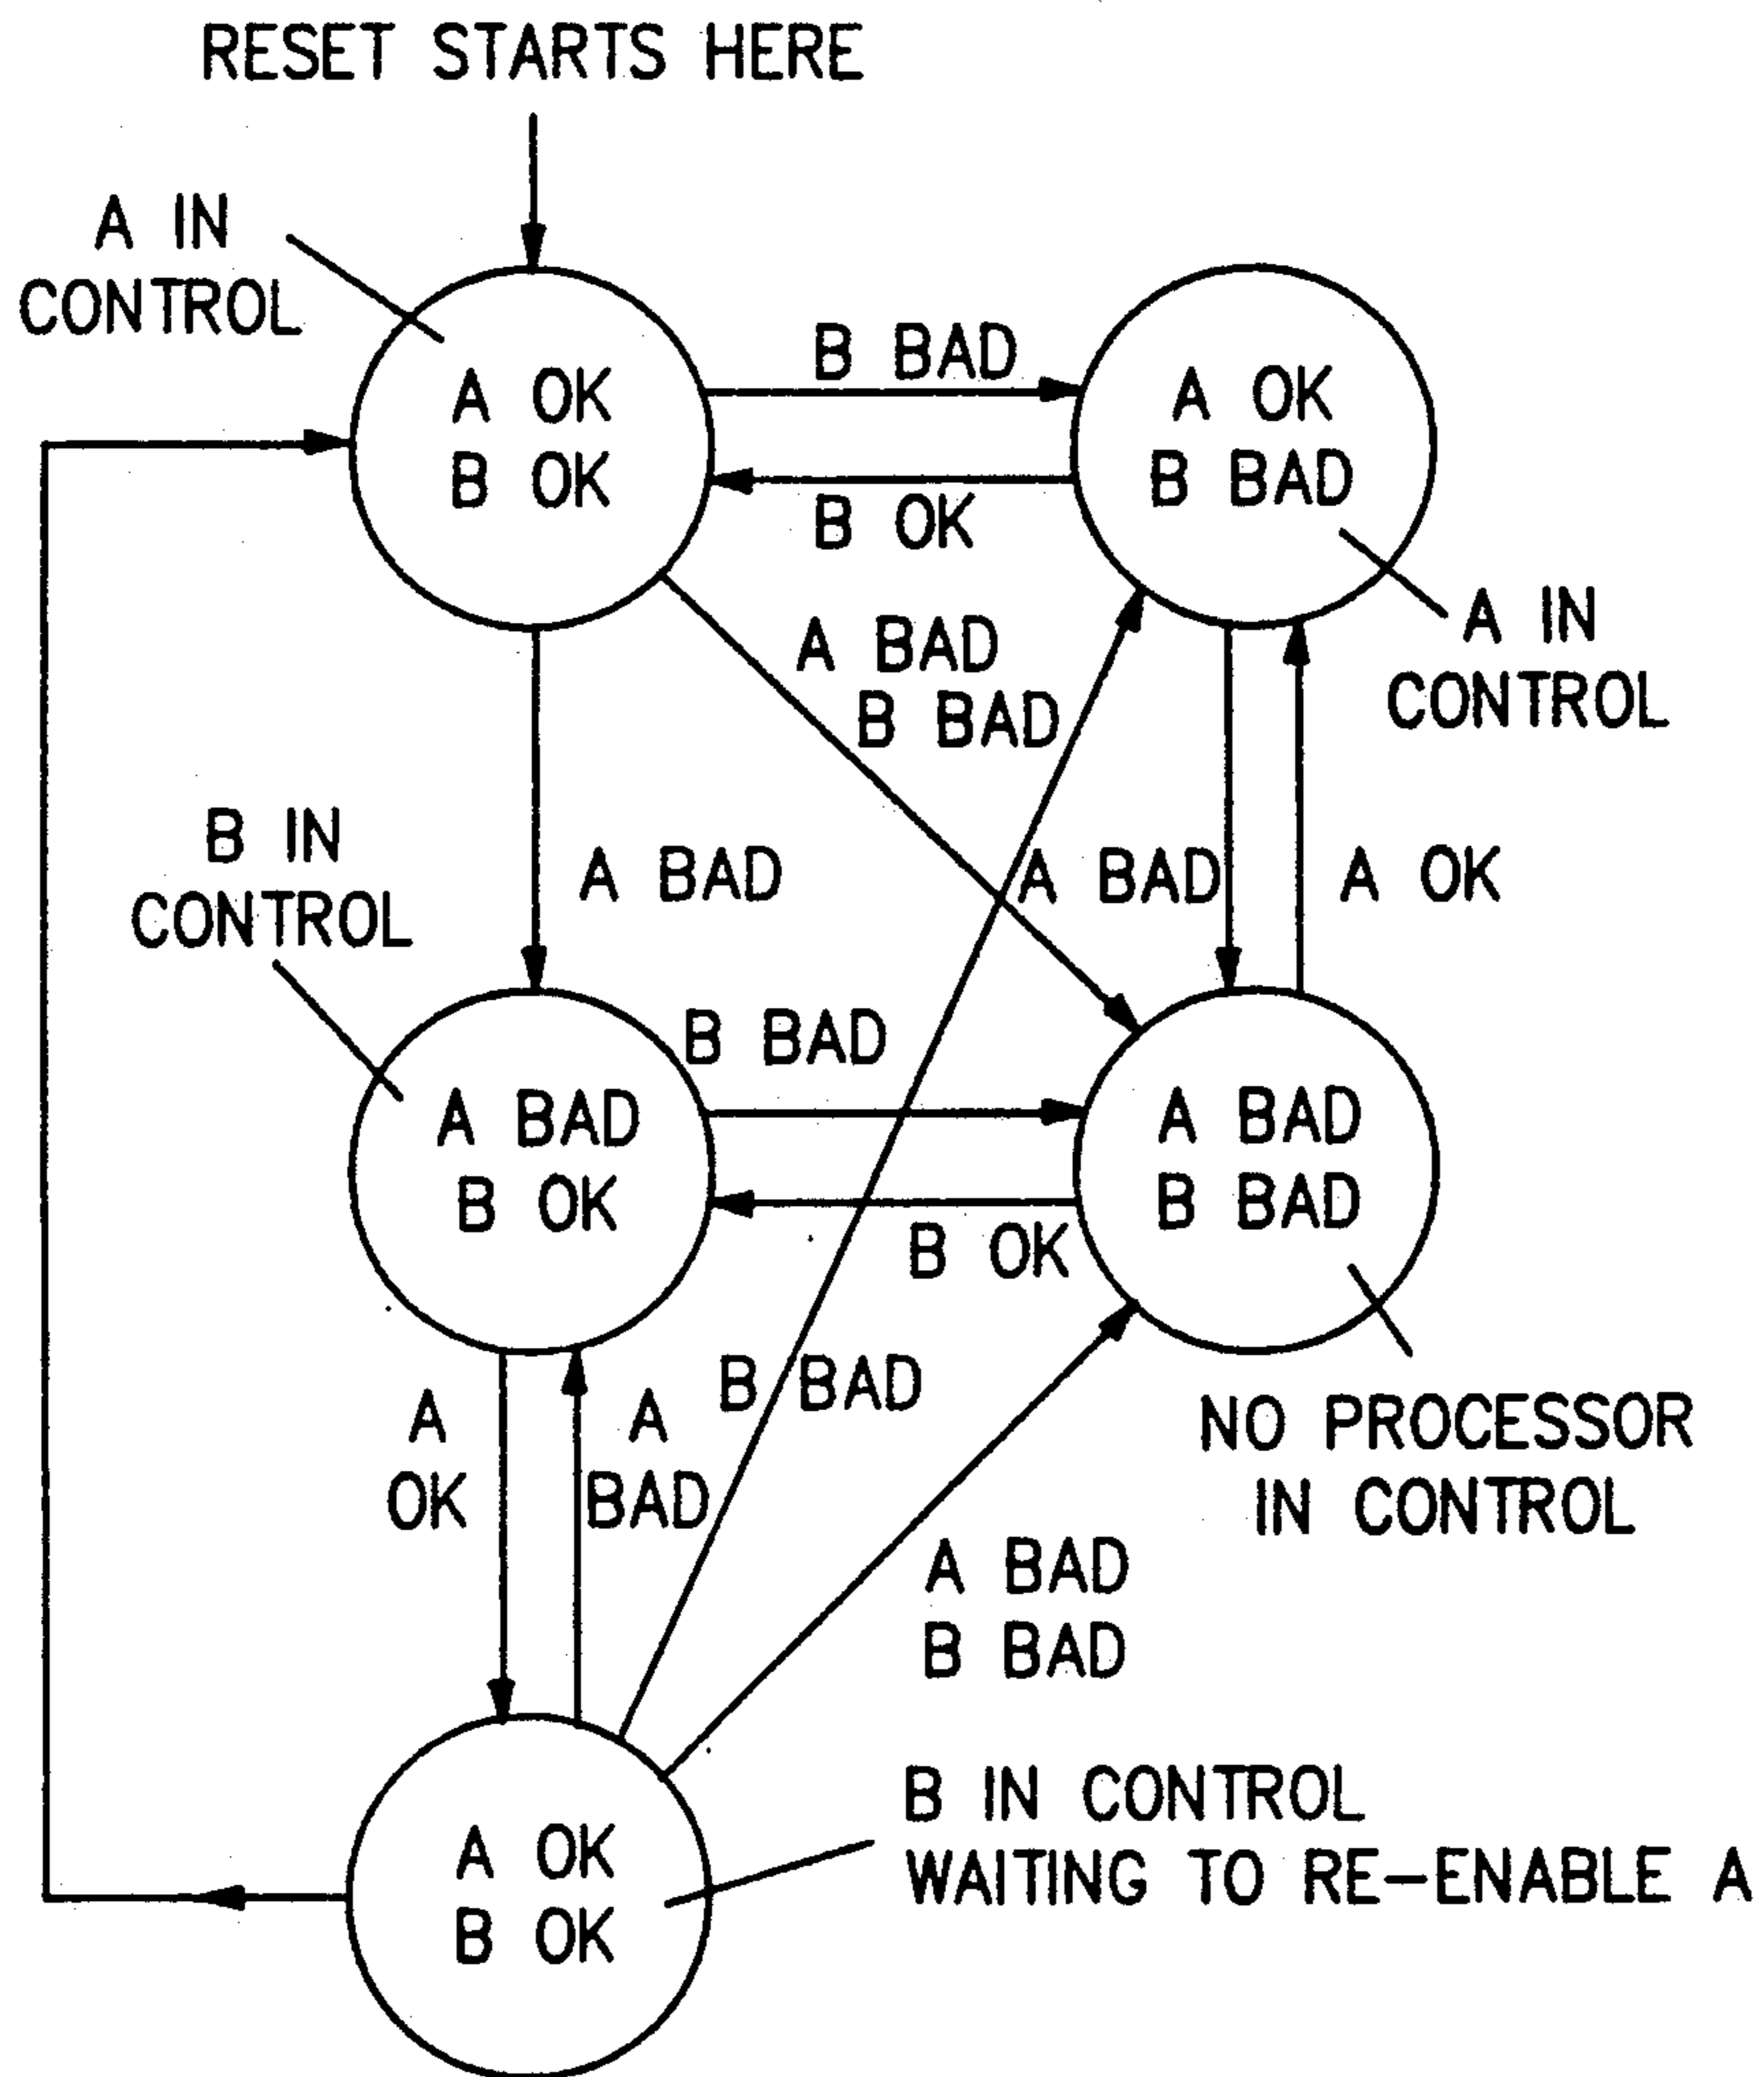 RESET STARTS HERE
A IN
CONTROL
A OK
B OK
B BAD
B OK
A OK
B BAD
A IN
CONTROL
A BAD
B BAD
A BAD
A BAD
A OK
B IN
CONTROL
B BAD
A BAD
B OK
B OK
A BAD
B BAD
NO PROCESSOR
IN CONTROL
A
OK
A
BAD
B BAD
A BAD
B BAD
A OK
B OK
B IN CONTROL
WAITING TO RE-ENABLE A